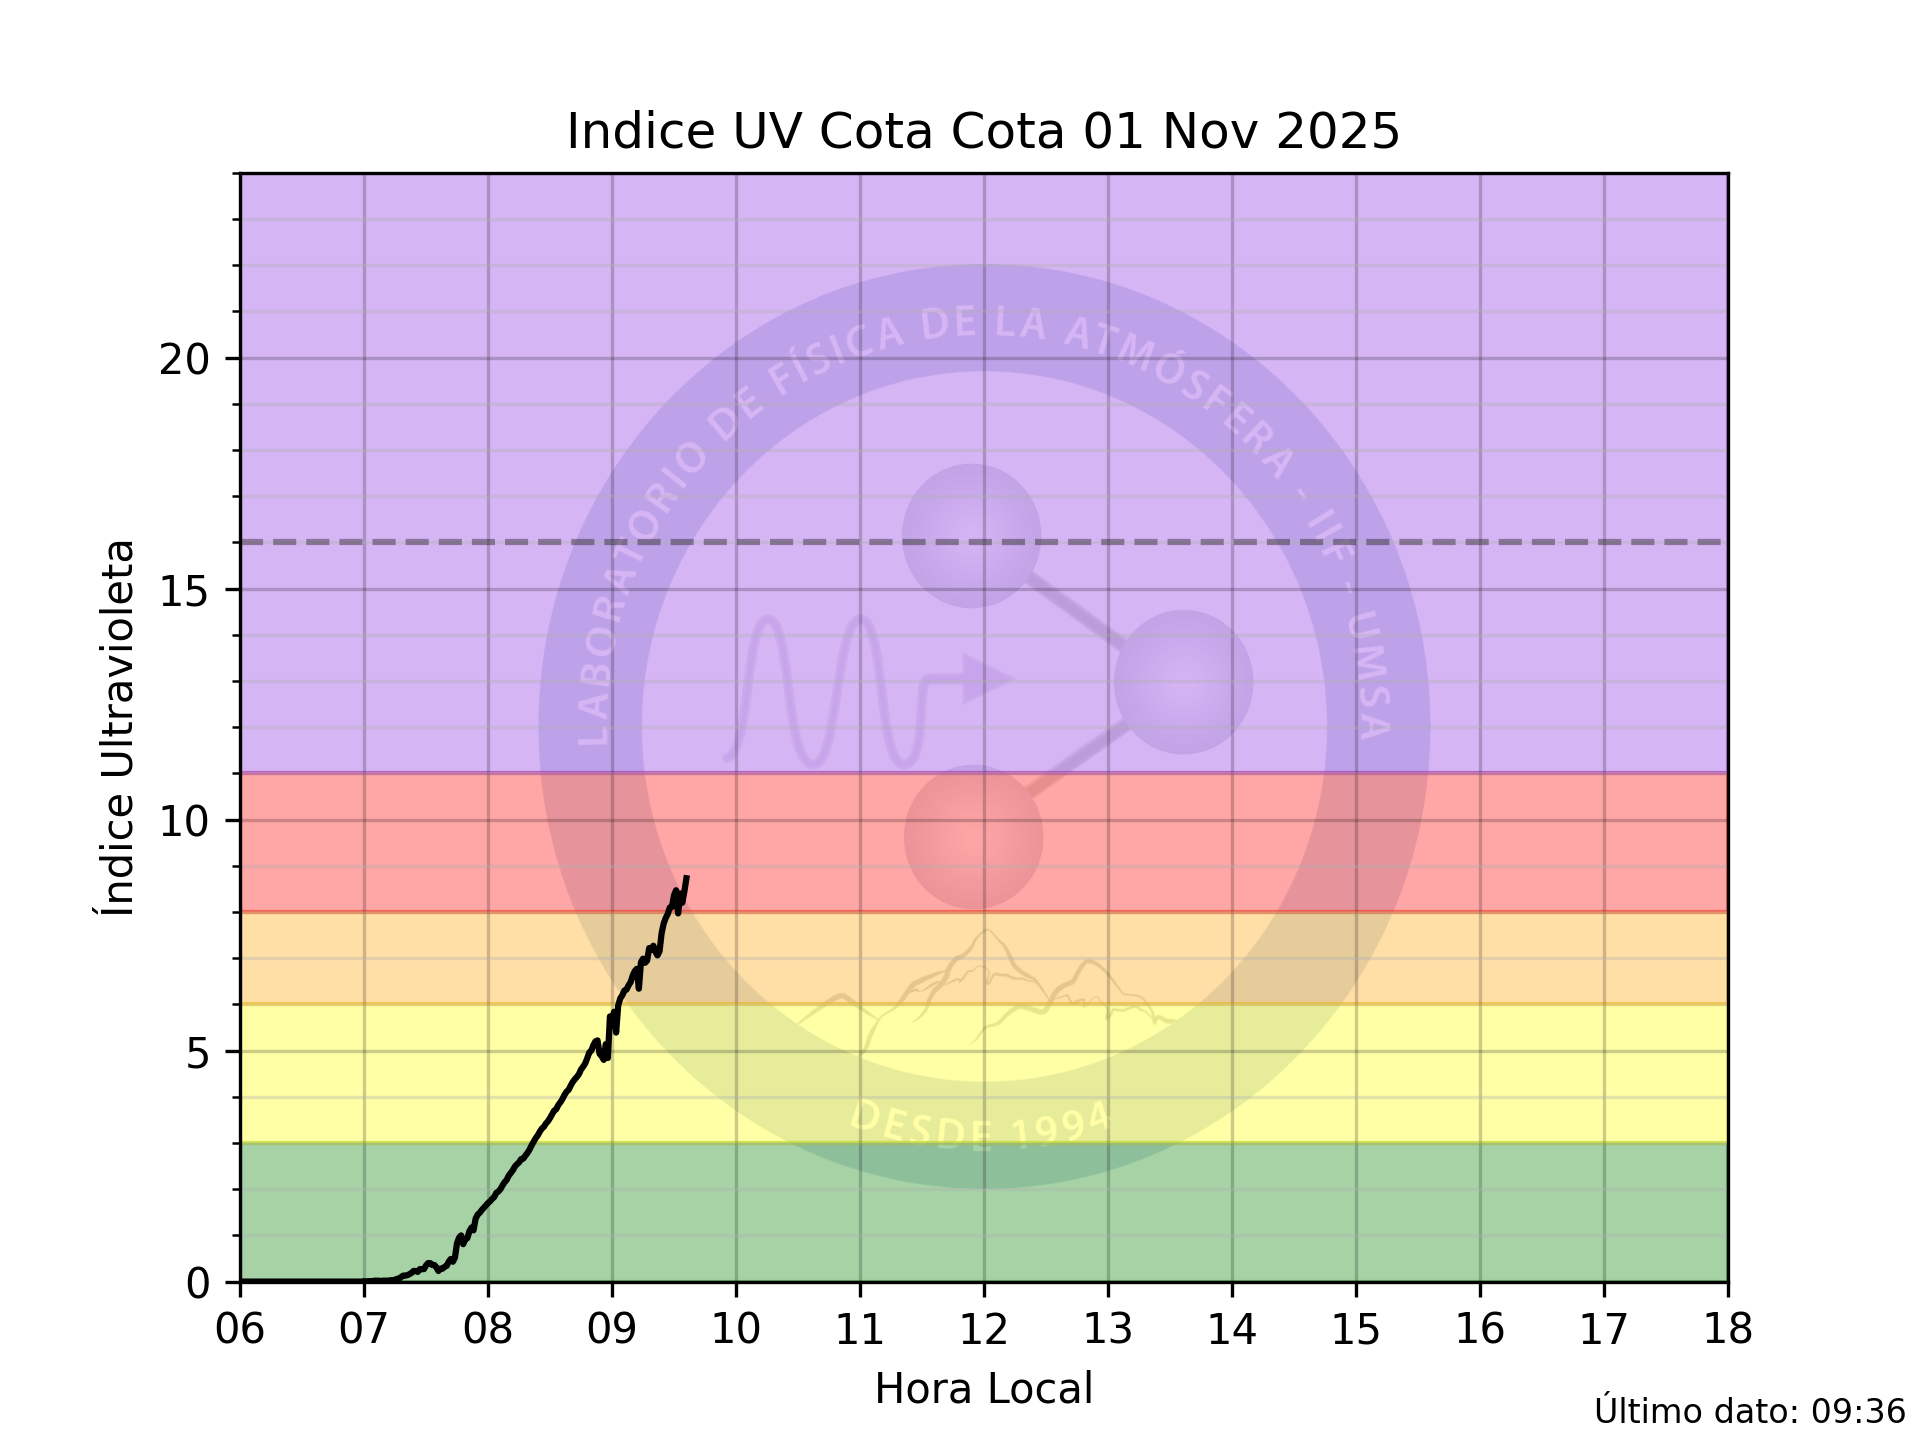 Indice UV Cota Cota 01 Nov 2025
Índice Ultravioleta
20
15
10
5
0
LABORATORIO DE FÍSICA DE LA ATMÓSFERA - IIF - UMSA
DESDE 1994
06 07 08 09 10 11 12 13 14 15 16 17 18
Hora Local
Último dato: 09:36